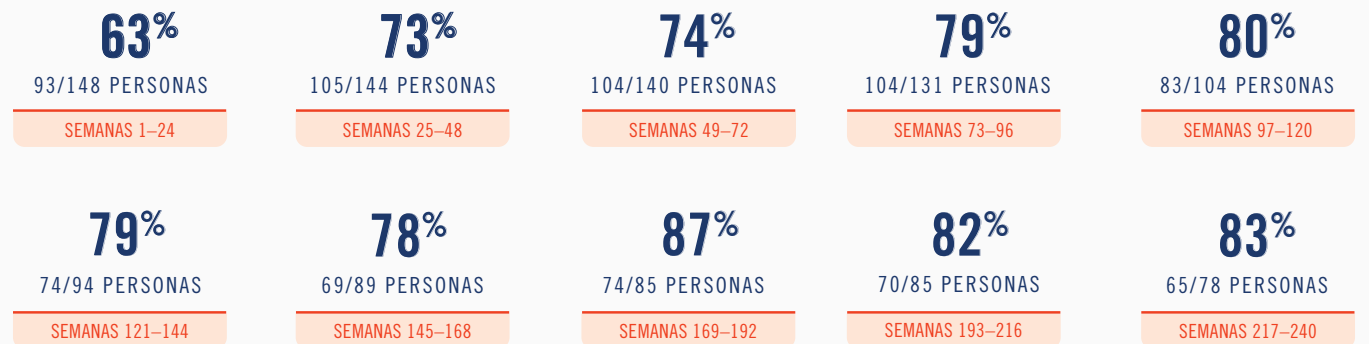 63%
93/148 PERSONAS
SEMANAS 1–24
73%
105/144 PERSONAS
SEMANAS 25–48
74%
104/140 PERSONAS
SEMANAS 49–72
79%
104/131 PERSONAS
SEMANAS 73–96
80%
83/104 PERSONAS
SEMANAS 97–120
79%
74/94 PERSONAS
SEMANAS 121–144
78%
69/89 PERSONAS
SEMANAS 145–168
87%
74/85 PERSONAS
SEMANAS 169–192
82%
70/85 PERSONAS
SEMANAS 193–216
83%
65/78 PERSONAS
SEMANAS 217–240